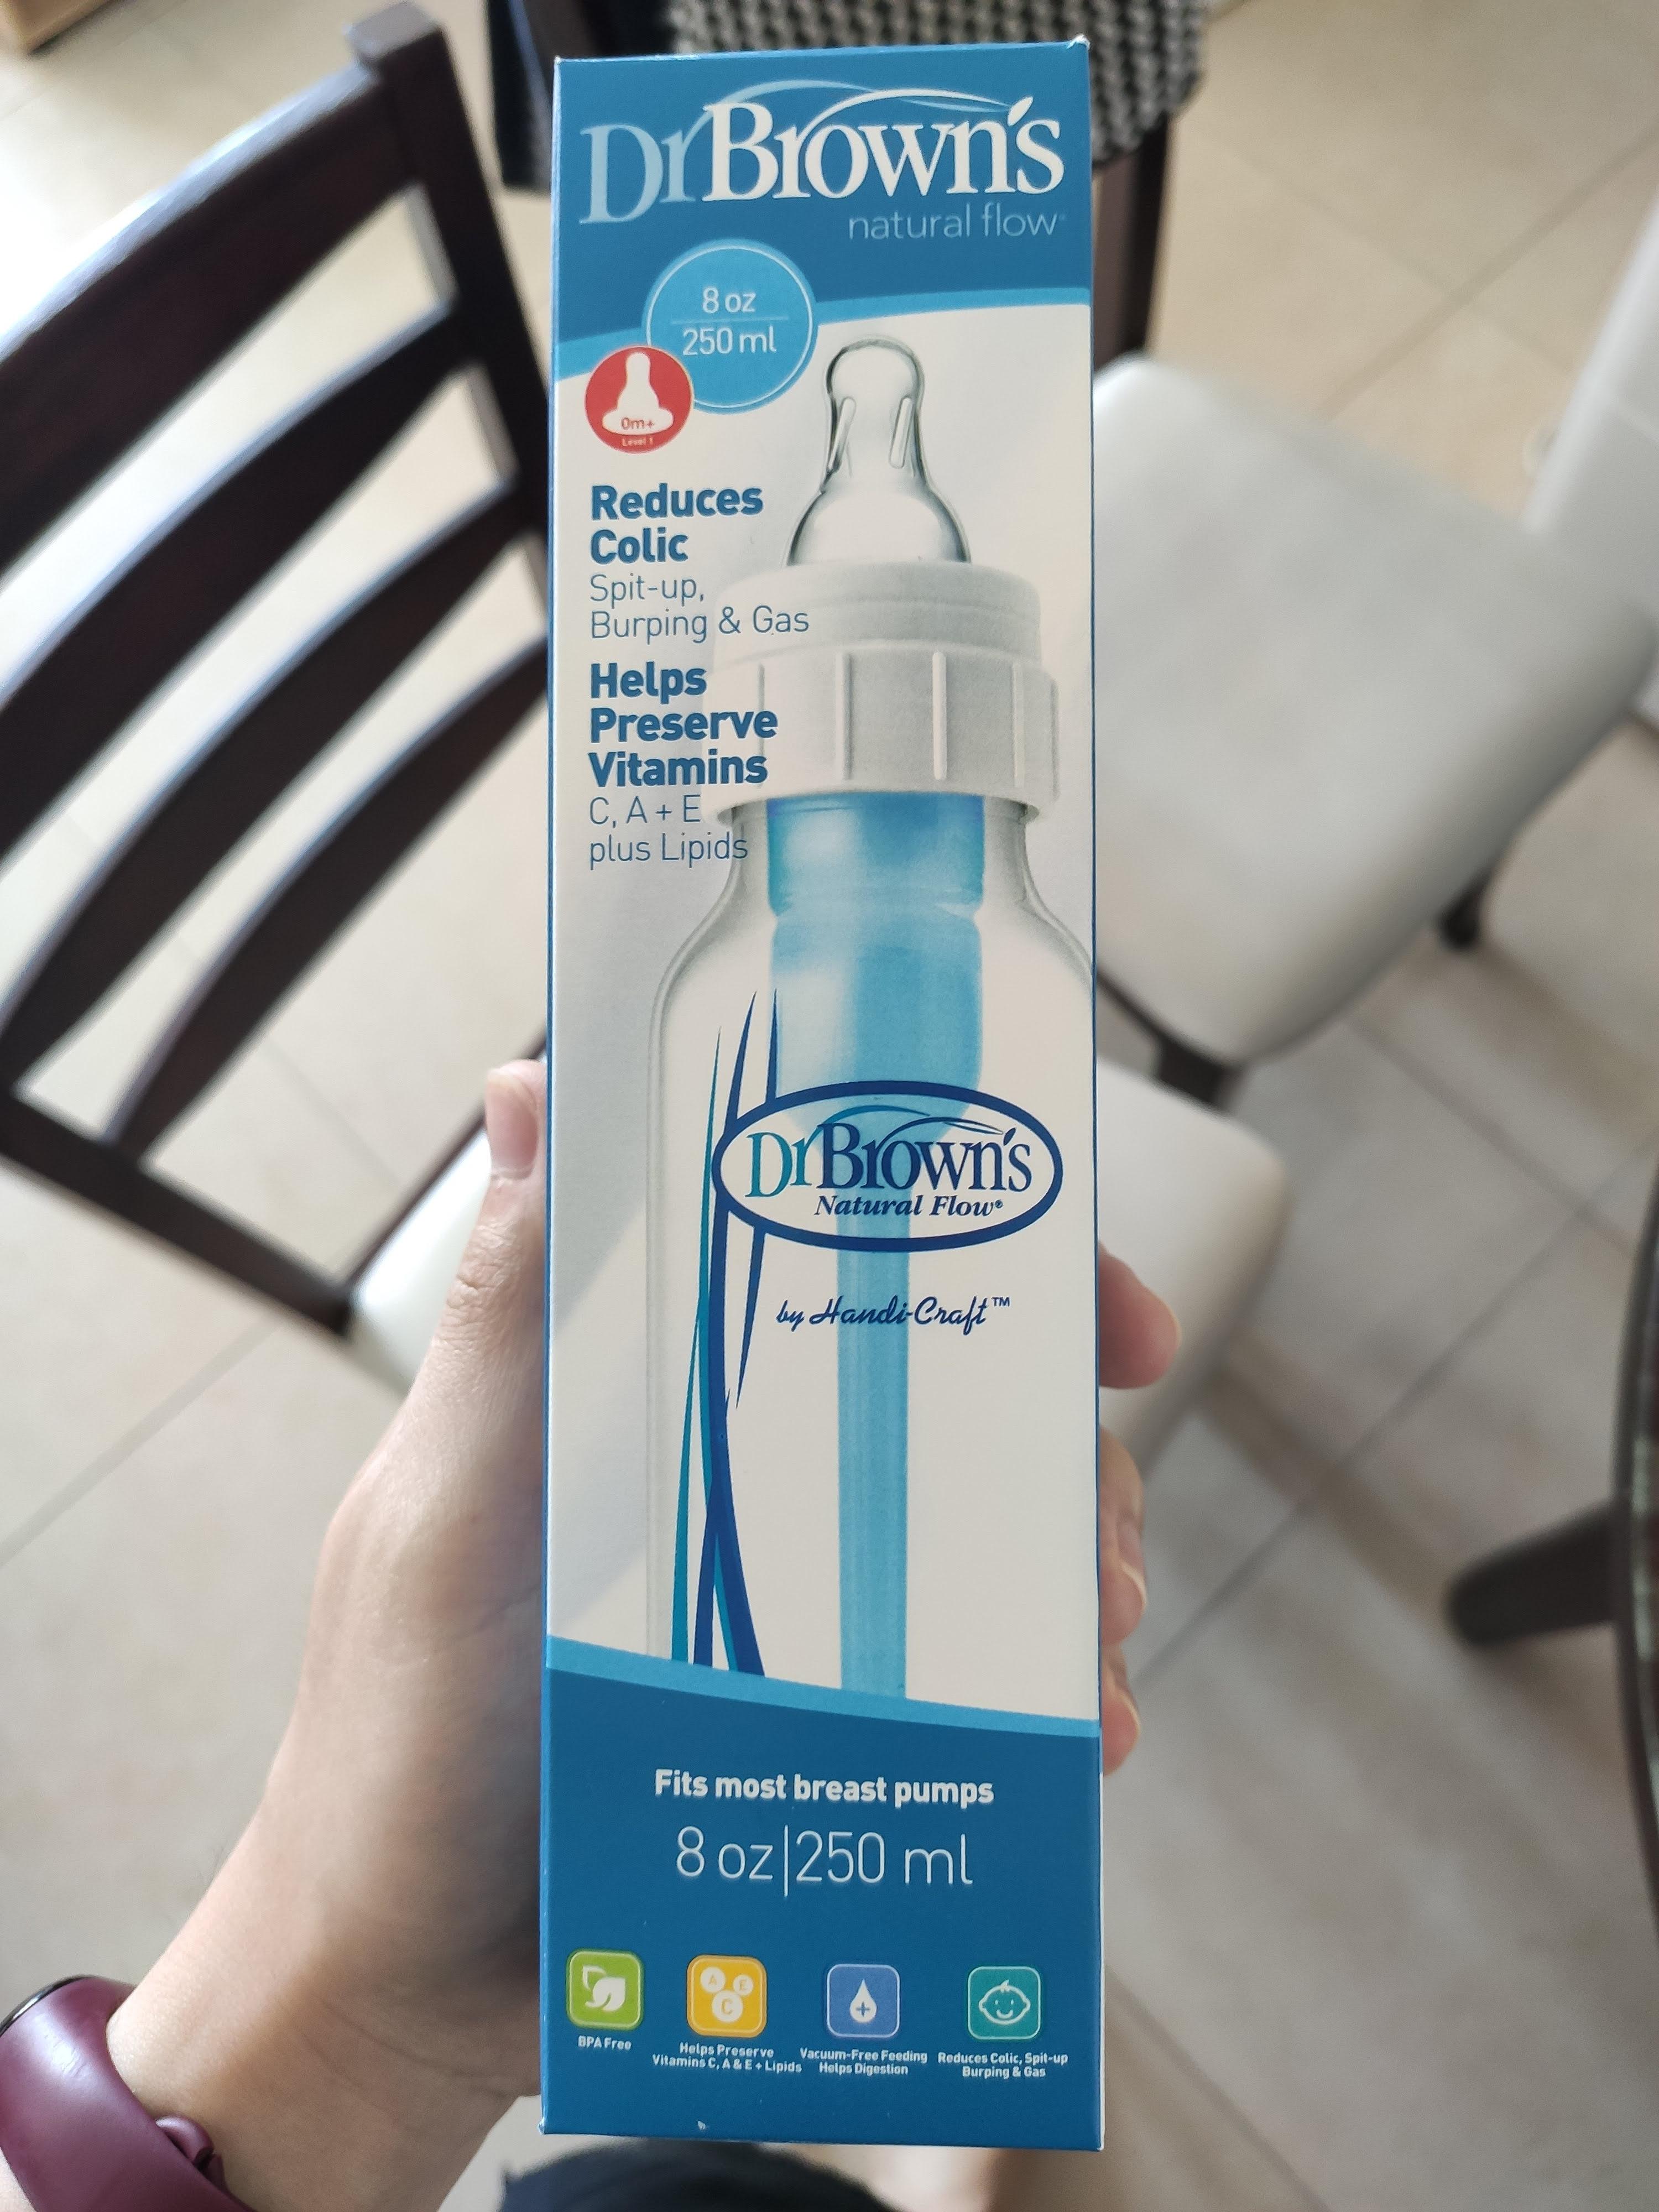 DrBrown's
natural flow
8 oz
250 ml
0m+
Level 1
Reduces
Colic
Spit-up,
Burping & Gas
Helps
Preserve
Vitamins
C, A + E
plus Lipids
DrBrown's
Natural Flow®
by Handi-Craft™
Fits most breast pumps
8 oz|250 ml
A E
C
BPA Free
Helps Preserve
Vitamins C, A & E + Lipids
Vacuum-Free Feeding
Helps Digestion
Reduces Colic, Spit-up
Burping & Gas